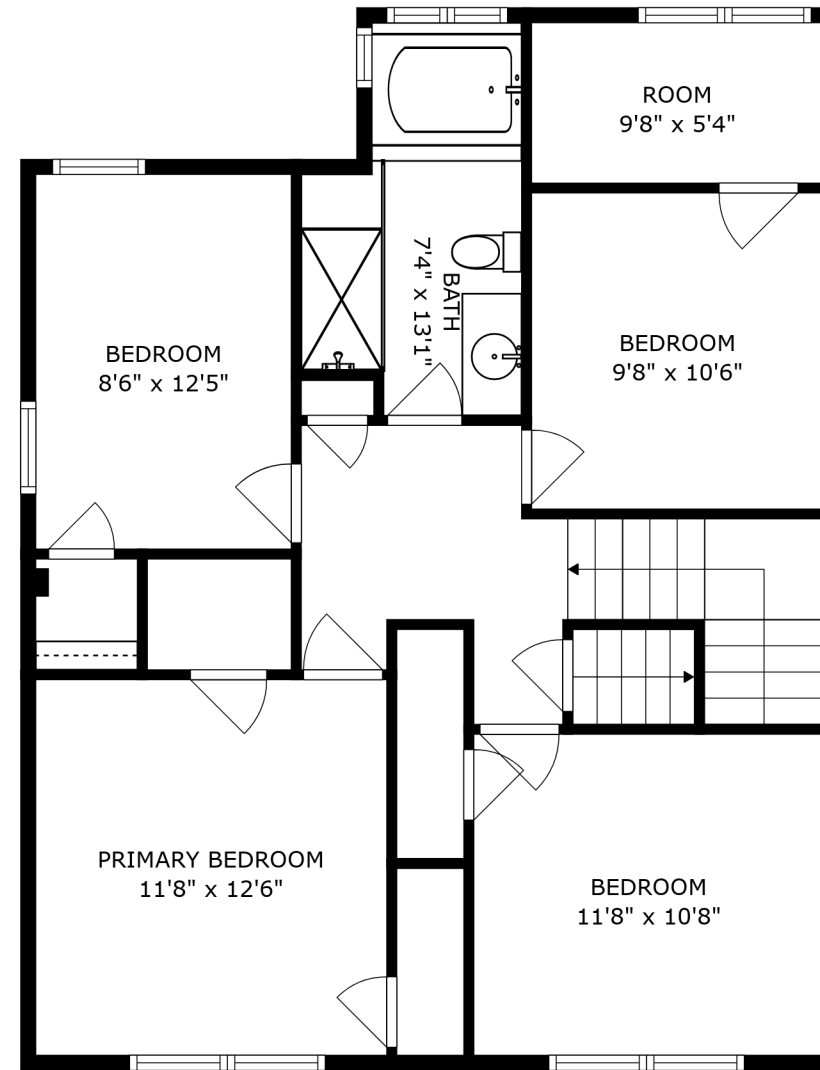 ROOM
9'8" x 5'4"
BATH
7'4" x 13'1"
BEDROOM
8'6" x 12'5"
BEDROOM
9'8" x 10'6"
PRIMARY BEDROOM
11'8" x 12'6"
BEDROOM
11'8" x 10'8"